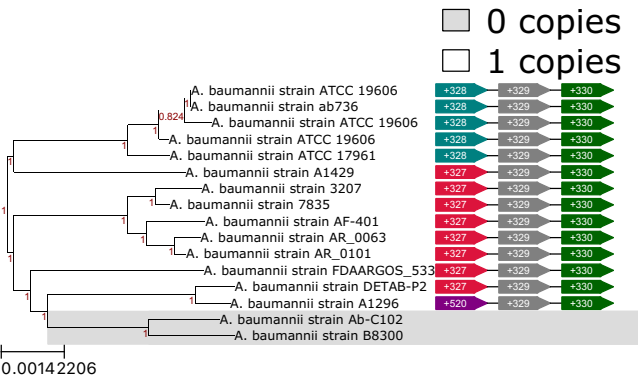 0 copies
1 copies
A. baumannii strain ATCC 19606 +328 +329 +330
1 A. baumannii strain ab736 +328 +329 +330
0.824 A. baumannii strain ATCC 19606 +328 +329 +330
1 A. baumannii strain ATCC 19606 +328 +329 +330
1 A. baumannii strain ATCC 17961 +328 +329 +330
1 A. baumannii strain A1429 +327 +329 +330
1 A. baumannii strain 3207 +327 +329 +330
1 A. baumannii strain 7835 +327 +329 +330
1 A. baumannii strain AF-401 +327 +329 +330
1 A. baumannii strain AR_0063 +327 +329 +330
1 1 A. baumannii strain AR_0101 +327 +329 +330
1 A. baumannii strain FDAARGOS_533 +327 +329 +330
A. baumannii strain DETAB-P2 +327 +329 +330
1 1 A. baumannii strain A1296 +520 +329 +330
1 A. baumannii strain Ab-C102
1 A. baumannii strain B8300
0.00142206